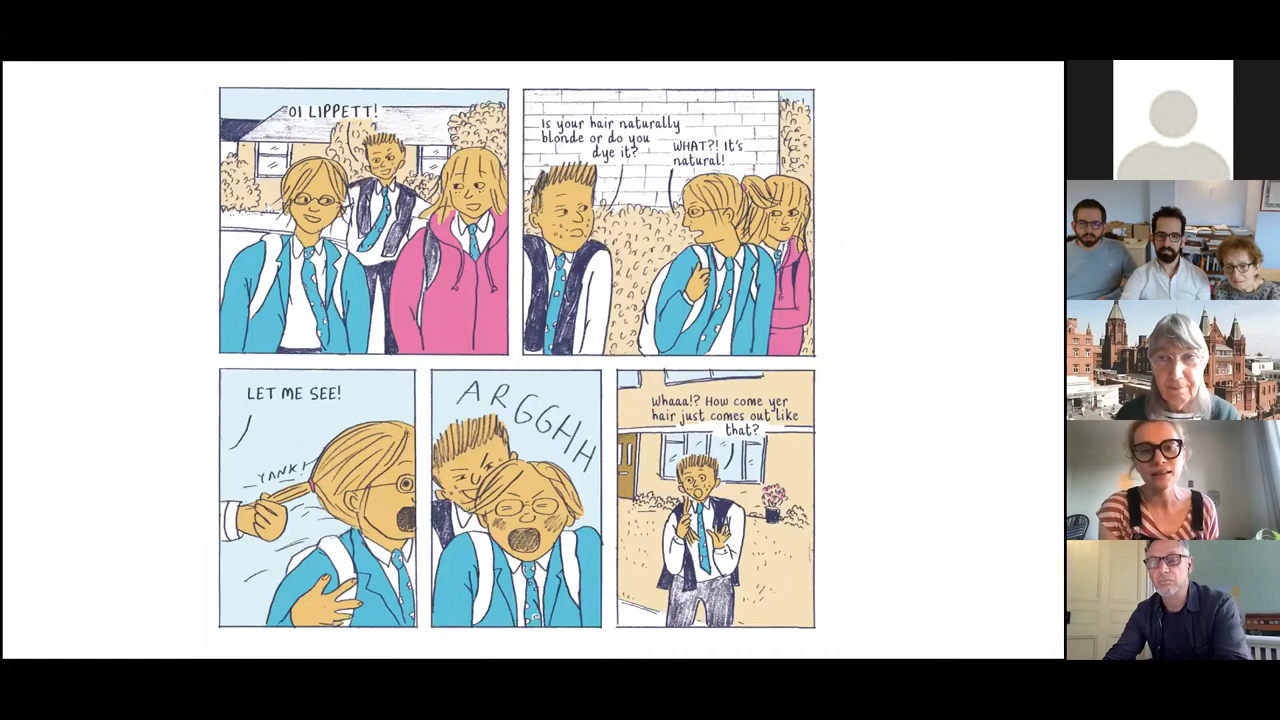 OI LIPPETT!
Is your hair naturally
blonde or do you
dye it?
WHAT?! It's
natural!
LET ME SEE!
YANK!
ARGGHH
Whaaa!? How come yer
hair just comes out like
that?